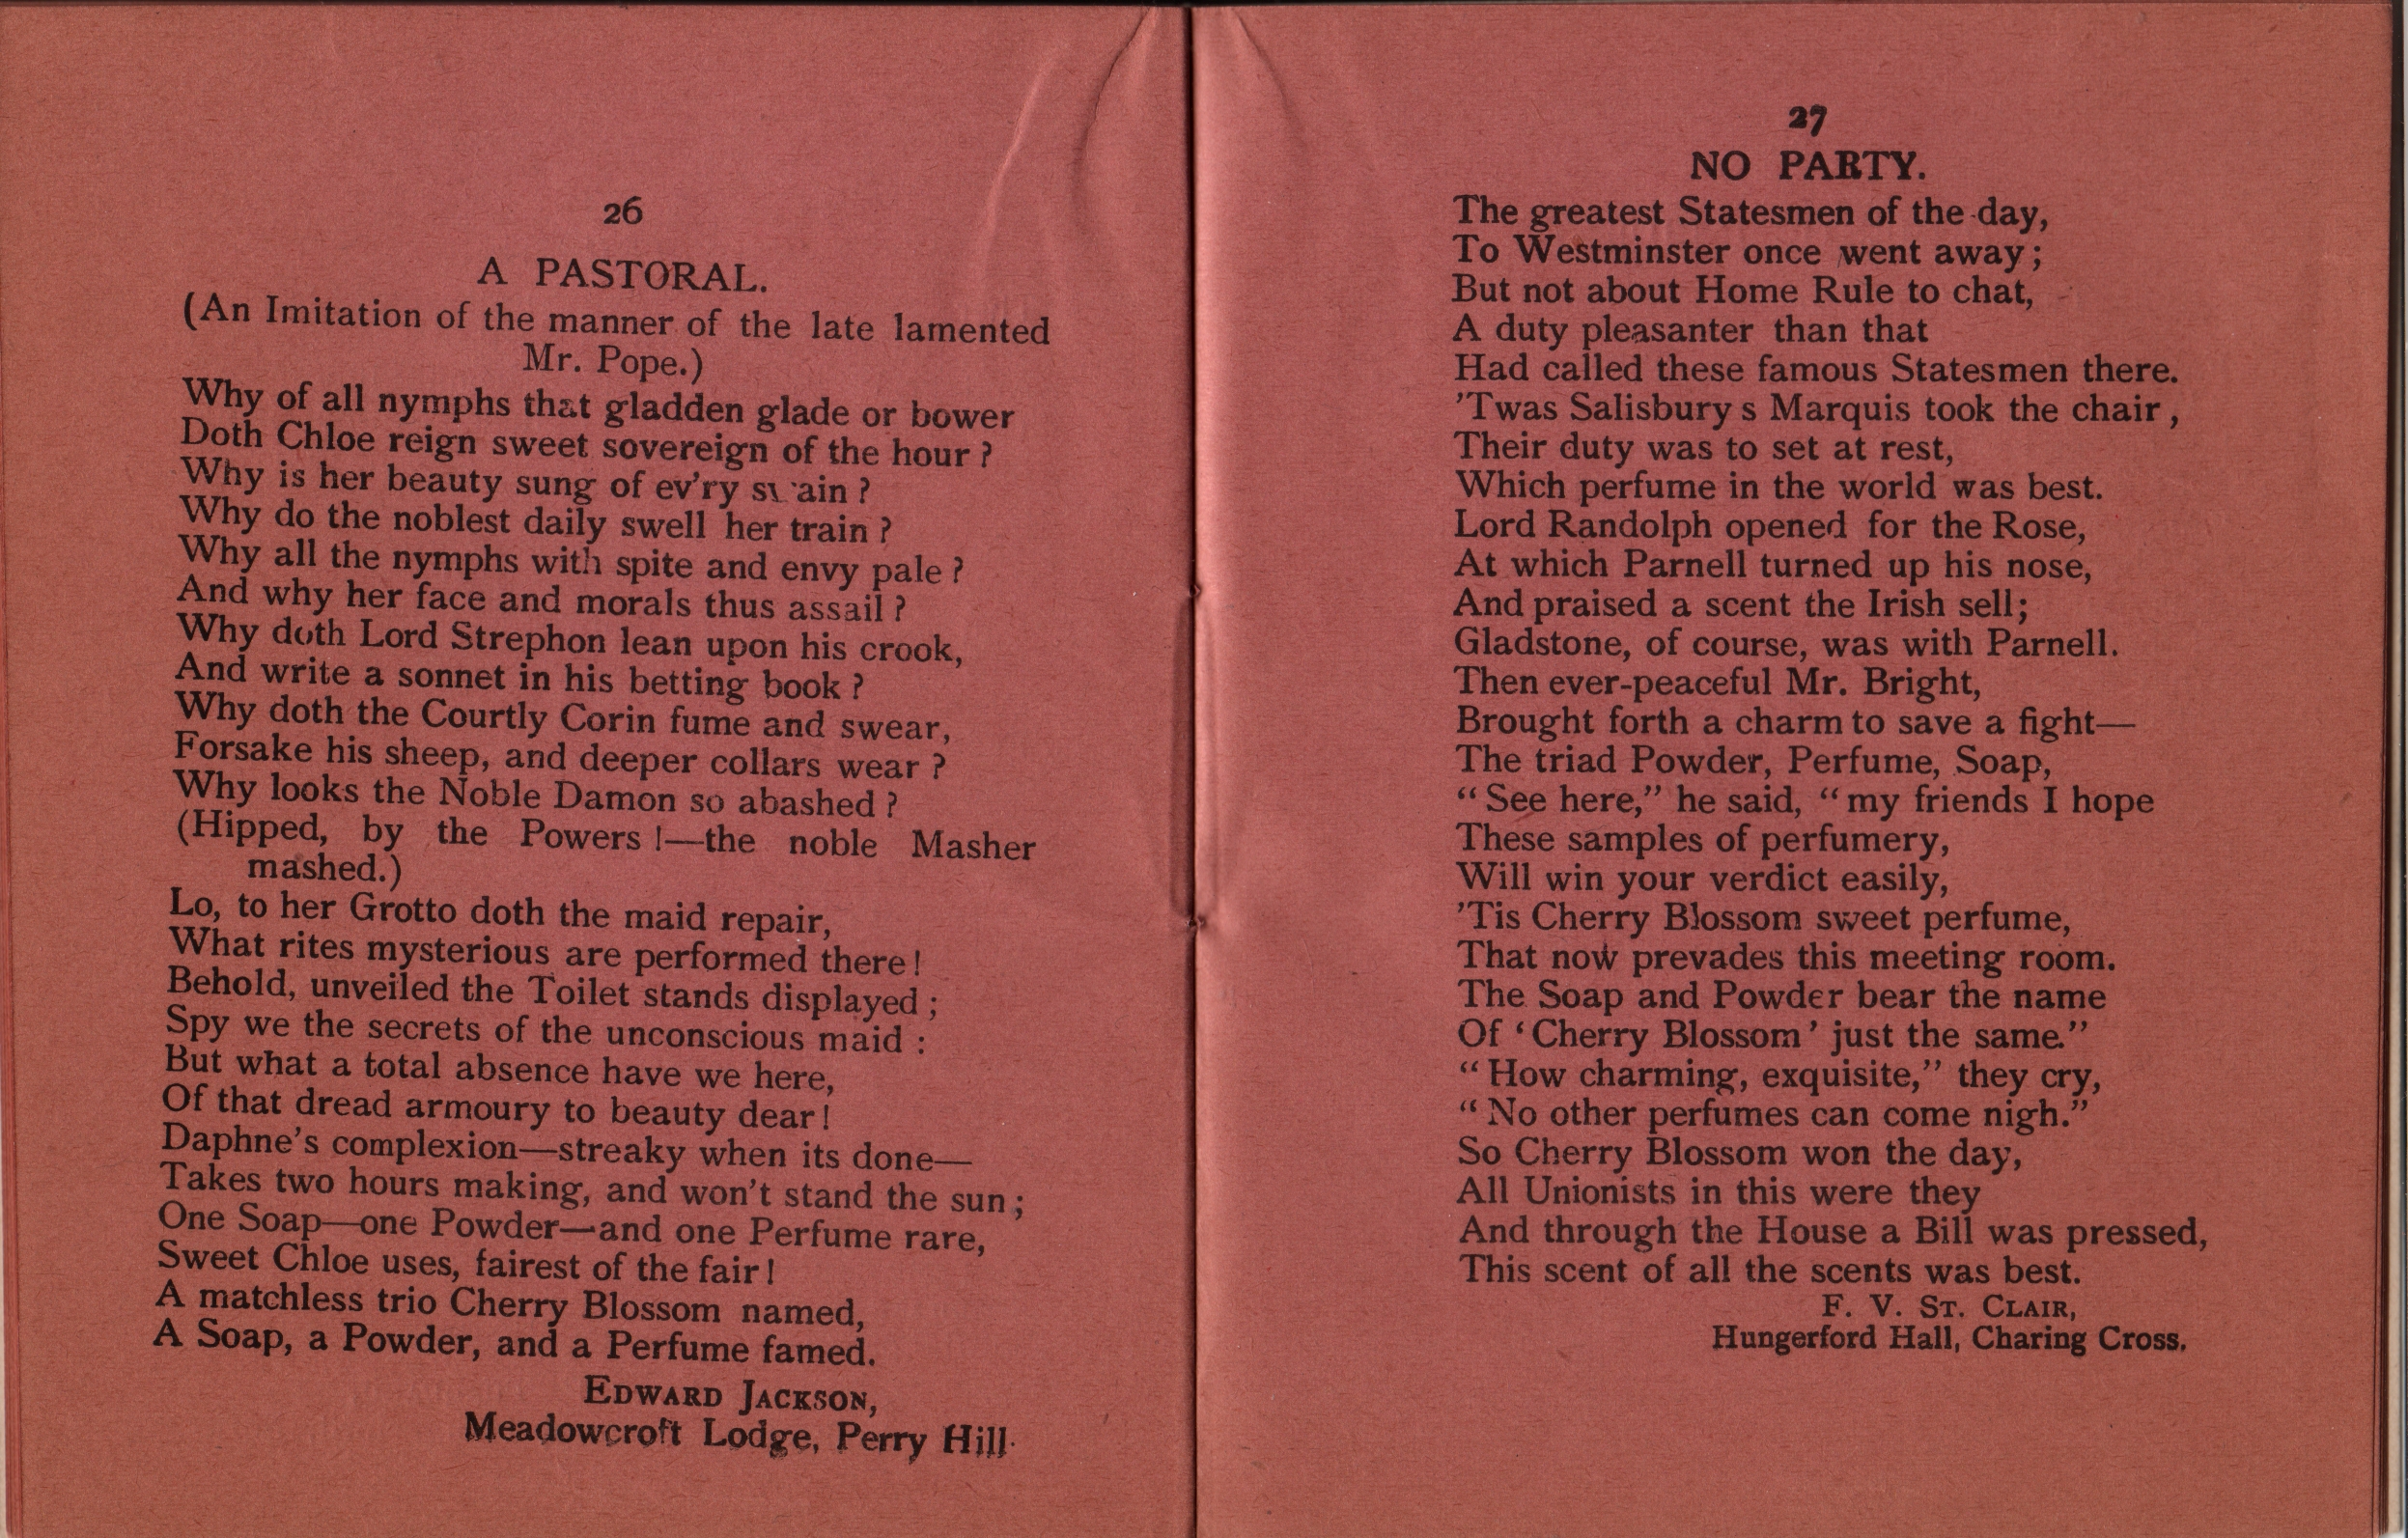 26
A PASTORAL.
(An Imitation of the manner of the late lamented
Mr. Pope.)
Why of all nymphs that gladden glade or bower
Doth Chloe reign sweet sovereign of the hour ?
Why is her beauty sung of ev'ry swain ?
Why do the noblest daily swell her train ?
Why all the nymphs with spite and envy pale ?
And why her face and morals thus assail ?
Why doth Lord Strephon lean upon his crook,
And write a sonnet in his betting book ?
Why doth the Courtly Corin fume and swear,
Forsake his sheep, and deeper collars wear ?
Why looks the Noble Damon so abashed ?
(Hipped, by the Powers !—the noble Masher
mashed.)
Lo, to her Grotto doth the maid repair,
What rites mysterious are performed there !
Behold, unveiled the Toilet stands displayed ;
Spy we the secrets of the unconscious maid :
But what a total absence have we here,
Of that dread armoury to beauty dear !
Daphne's complexion—streaky when its done—
Takes two hours making, and won't stand the sun ;
One Soap—one Powder—and one Perfume rare,
Sweet Chloe uses, fairest of the fair !
A matchless trio Cherry Blossom named,
A Soap, a Powder, and a Perfume famed.
EDWARD JACKSON,
Meadowcroft Lodge, Perry Hill.
27
NO PARTY.
The greatest Statesmen of the day,
To Westminster once went away ;
But not about Home Rule to chat,
A duty pleasanter than that
Had called these famous Statesmen there.
'Twas Salisbury s Marquis took the chair ,
Their duty was to set at rest,
Which perfume in the world was best.
Lord Randolph opened for the Rose,
At which Parnell turned up his nose,
And praised a scent the Irish sell ;
Gladstone, of course, was with Parnell.
Then ever-peaceful Mr. Bright,
Brought forth a charm to save a fight—
The triad Powder, Perfume, Soap,
"See here," he said, "my friends I hope
These samples of perfumery,
Will win your verdict easily,
'Tis Cherry Blossom sweet perfume,
That now prevades this meeting room.
The Soap and Powder bear the name
Of 'Cherry Blossom' just the same."
"How charming, exquisite," they cry,
"No other perfumes can come nigh."
So Cherry Blossom won the day,
All Unionists in this were they
And through the House a Bill was pressed,
This scent of all the scents was best.
F. V. ST. CLAIR,
Hungerford Hall, Charing Cross.